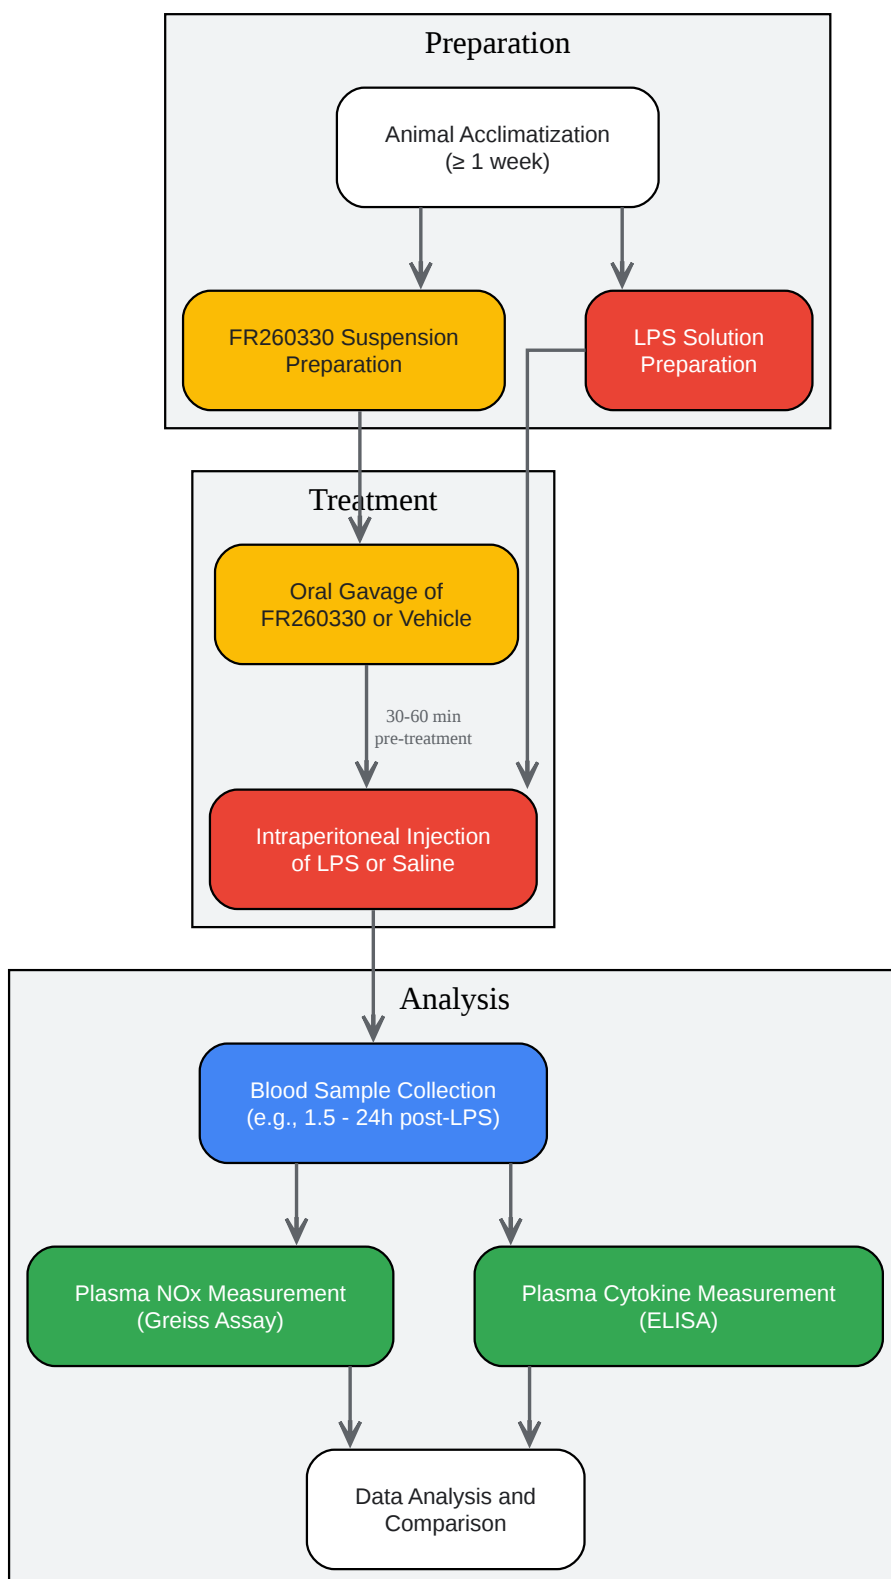 Preparation
Animal Acclimatization
(≥ 1 week)
FR260330 Suspension
Preparation
LPS Solution
Preparation
Treatment
Oral Gavage of
FR260330 or Vehicle
30-60 min
pre-treatment
Intraperitoneal Injection
of LPS or Saline
Analysis
Blood Sample Collection
(e.g., 1.5 - 24h post-LPS)
Plasma NOx Measurement
(Greiss Assay)
Plasma Cytokine Measurement
(ELISA)
Data Analysis and
Comparison